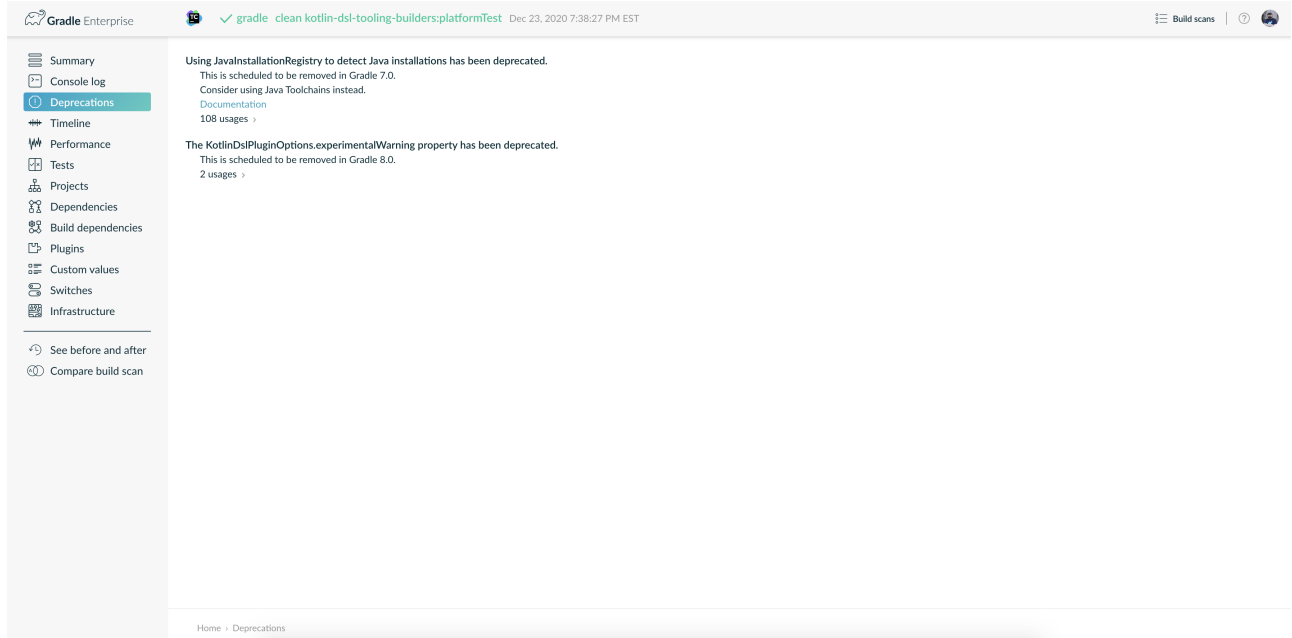 Gradle Enterprise
TC
gradle clean kotlin-dsl-tooling-builders:platformTest Dec 23, 2020 7:38:27 PM EST
Build scans
?
Summary
Console log
Deprecations
Timeline
Performance
Tests
Projects
Dependencies
Build dependencies
Plugins
Custom values
Switches
Infrastructure
See before and after
Compare build scan
Using JavaInstallationRegistry to detect Java installations has been deprecated.
This is scheduled to be removed in Gradle 7.0.
Consider using Java Toolchains instead.
Documentation
108 usages ›
The KotlinDslPluginOptions.experimentalWarning property has been deprecated.
This is scheduled to be removed in Gradle 8.0.
2 usages ›
Home › Deprecations